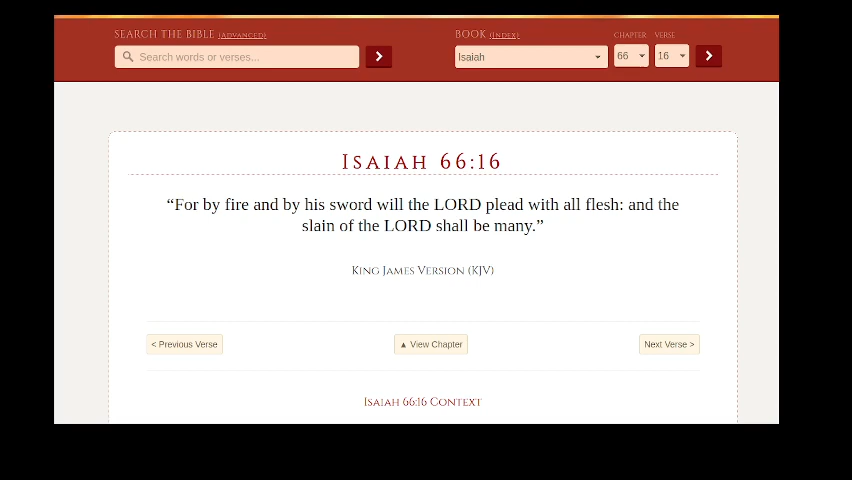 SEARCH THE BIBLE (ADVANCED)
Search words or verses...
BOOK (INDEX)
CHAPTER
VERSE
Isaiah
66
16
Isaiah 66:16
“For by fire and by his sword will the LORD plead with all flesh: and the
slain of the LORD shall be many.”
King James Version (KJV)
< Previous Verse
▲ View Chapter
Next Verse >
Isaiah 66:16 Context